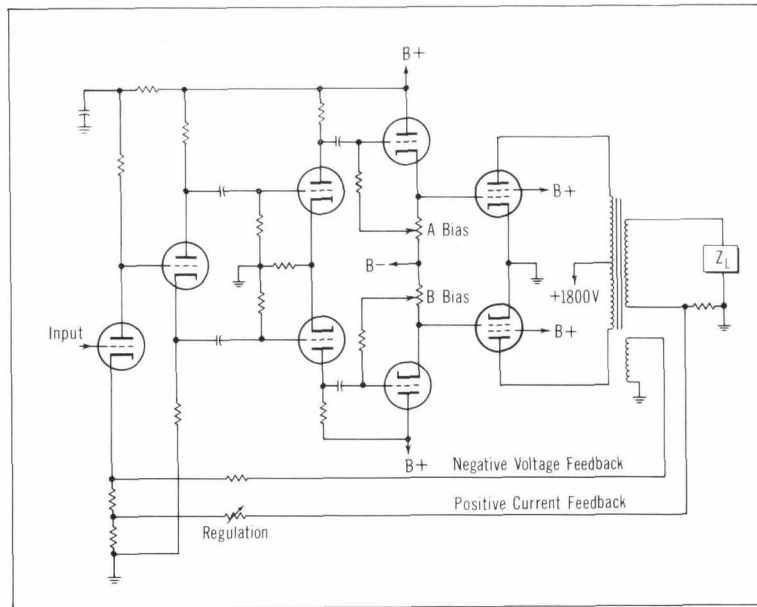 B+
A Bias
B+
B-
+1800V
Z_L
B Bias
B+
Input
B+
Negative Voltage Feedback
Positive Current Feedback
Regulation